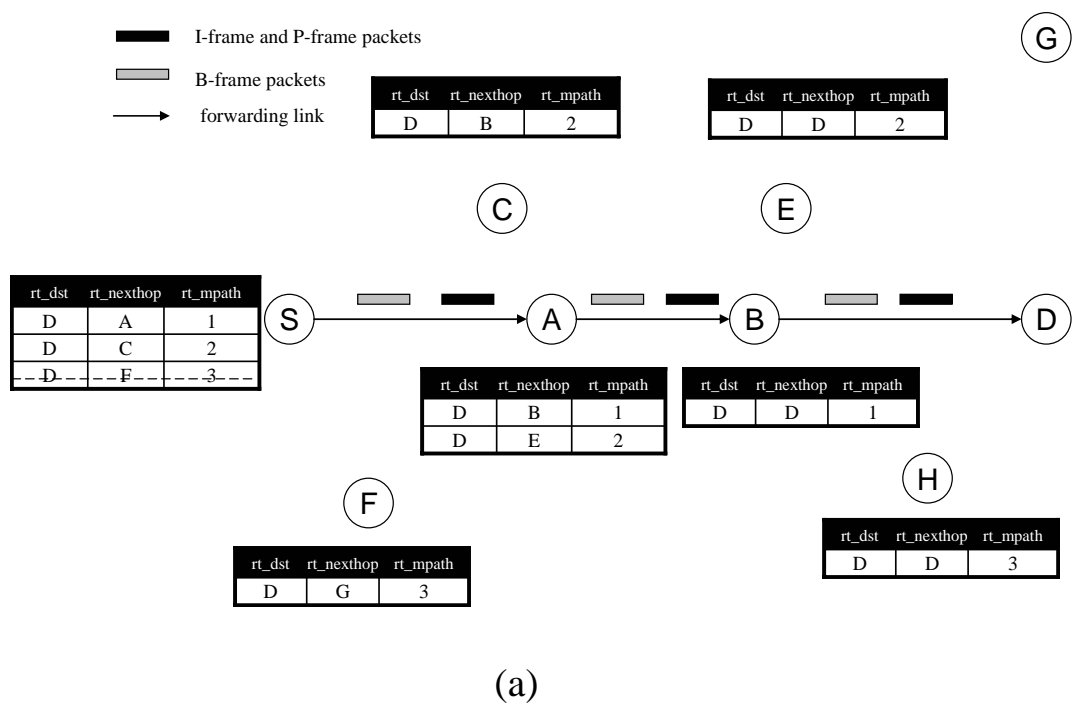 I-frame and P-frame packets
G
B-frame packets
forwarding link
rt_dst rt_nexthop rt_mpath
D B 2
rt_dst rt_nexthop rt_mpath
D D 2
C
E
rt_dst rt_nexthop rt_mpath
D A 1
D C 2
D F 3
S
A
B
D
rt_dst rt_nexthop rt_mpath
D B 1
D E 2
rt_dst rt_nexthop rt_mpath
D D 1
F
H
rt_dst rt_nexthop rt_mpath
D G 3
rt_dst rt_nexthop rt_mpath
D D 3
(a)